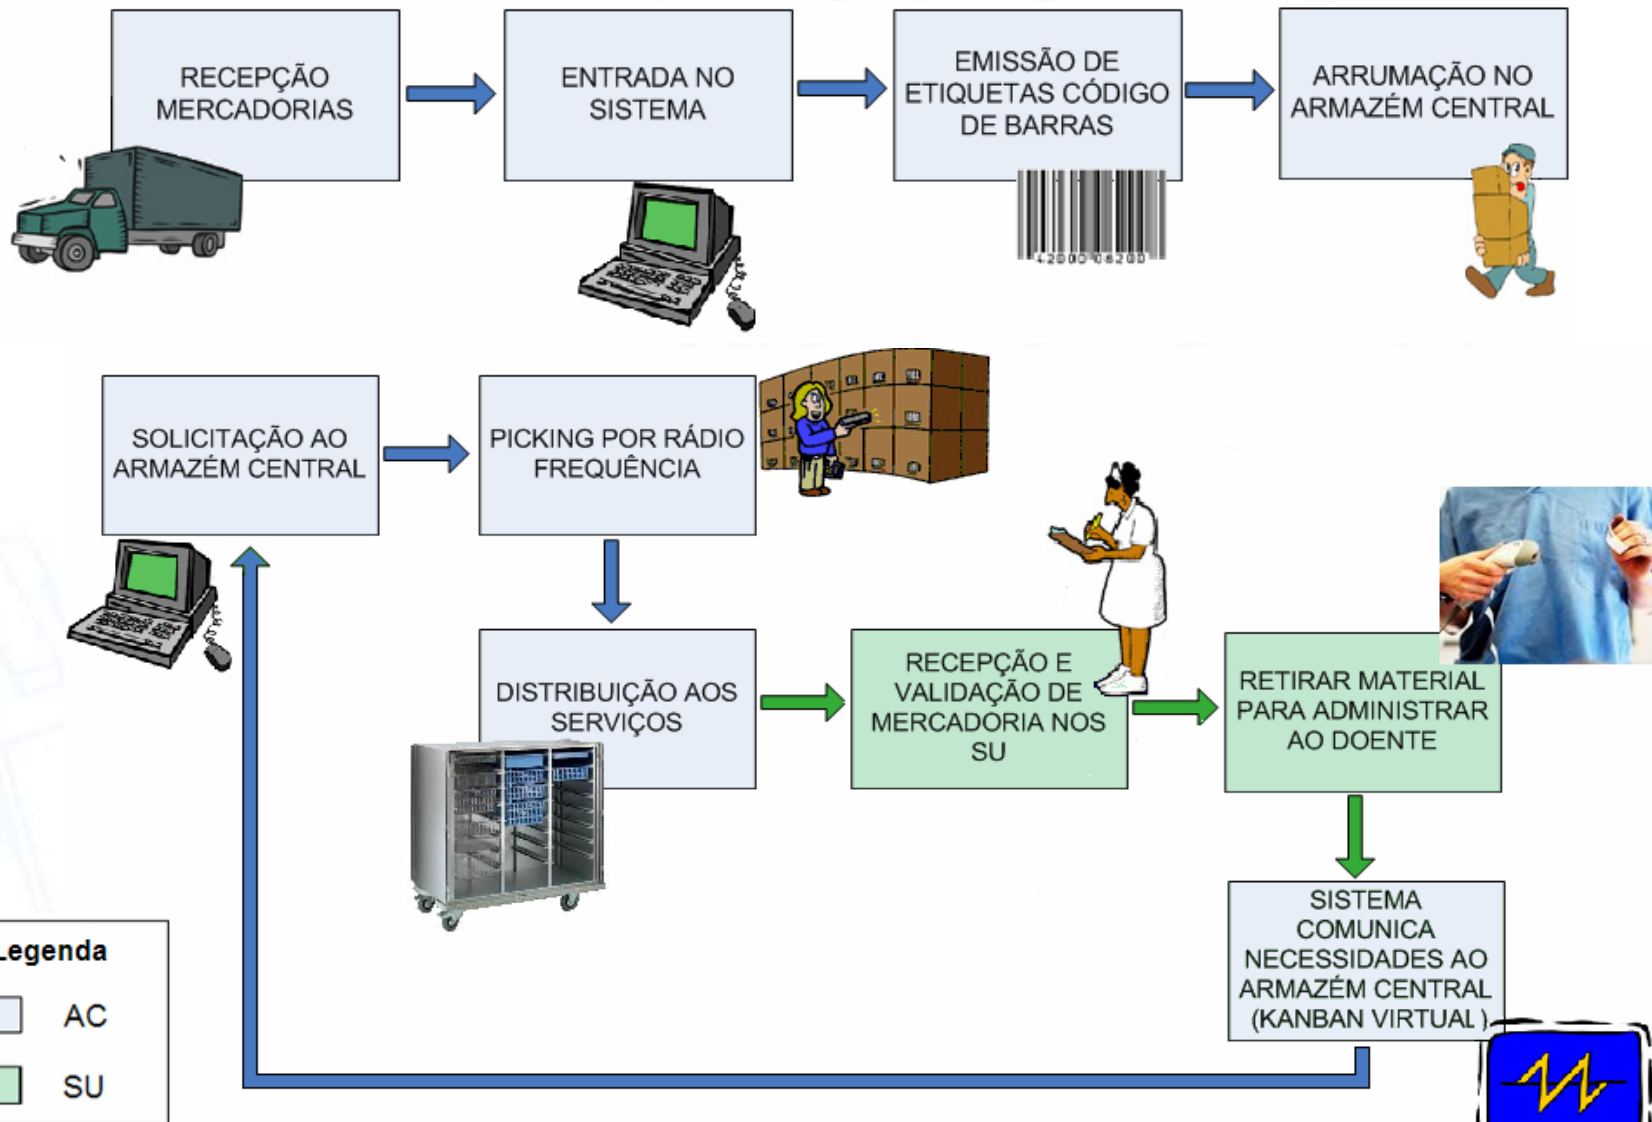 RECEPÇÃO
MERCADORIAS
ENTRADA NO
SISTEMA
EMISSÃO DE
ETIQUETAS CÓDIGO
DE BARRAS
ARRUMAÇÃO NO
ARMAZÉM CENTRAL
42000 06200
SOLICITAÇÃO AO
ARMAZÉM CENTRAL
PICKING POR RÁDIO
FREQUÊNCIA
DISTRIBUIÇÃO AOS
SERVIÇOS
RECEPÇÃO E
VALIDAÇÃO DE
MERCADORIA NOS
SU
RETIRAR MATERIAL
PARA ADMINISTRAR
AO DOENTE
SISTEMA
COMUNICA
NECESSIDADES AO
ARMAZÉM CENTRAL
(KANBAN VIRTUAL)
Legenda
AC
SU